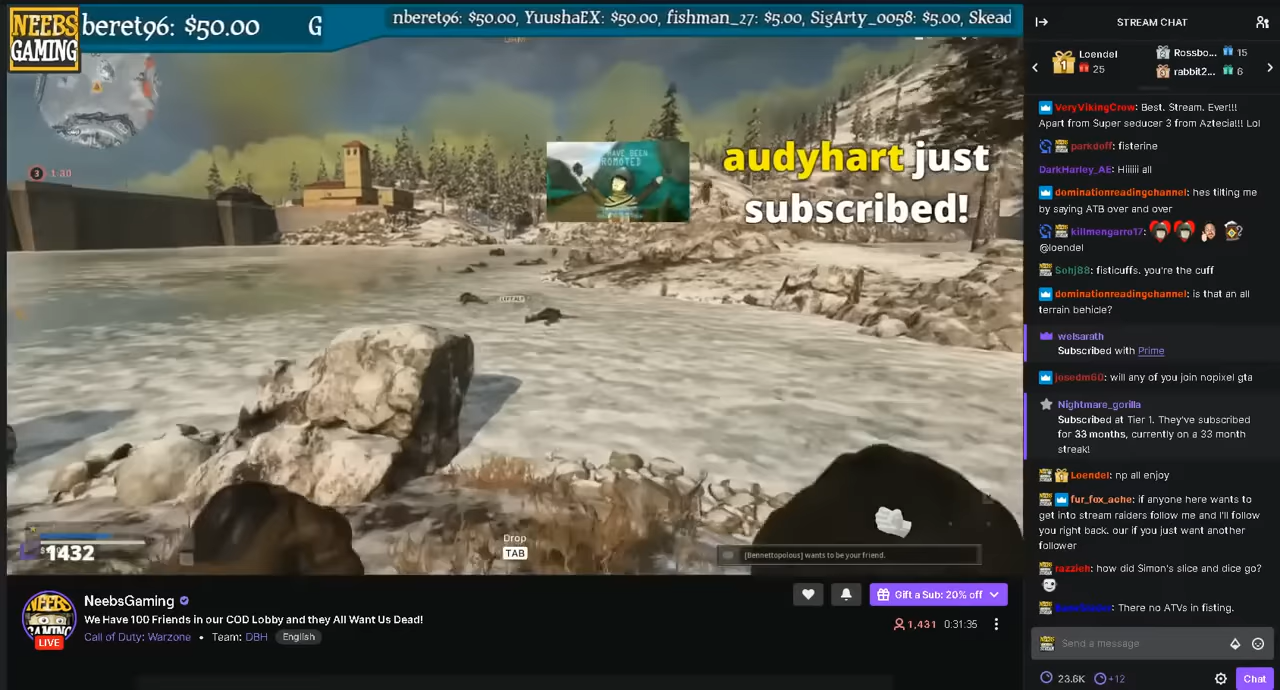 NEEBS
GAMING
beret96: $50.00
G
nberet96: $50.00, YuushaEX: $50.00, fishman_27: $5.00, SigArty_0058: $5.00, Skead
3 1:30
HAVE BEEN
ROMOTED
audyhart just
subscribed!
1432
Drop
TAB
[Bennettopolous] wants to be your friend.
LIVE
NeebsGaming
We Have 100 Friends in our COD Lobby and they All Want Us Dead!
Call of Duty: Warzone • Team: DBH English
Gift a Sub: 20% off
1,431 0:31:35
STREAM CHAT
1 Loendel
25
Rossbo... 15
rabbit2... 6
VeryVikingCrow: Best. Stream. Ever!!!
Apart from Super seducer 3 from Aztecia!!! Lol
parkdoff: fisterine
DarkHarley_AE: Hiiiiii all
dominationreadingchannel: hes tilting me
by saying ATB over and over
killmengarro17:
@loendel
Sohj88: fisticuffs. you're the cuff
dominationreadingchannel: is that an all
terrain behicle?
welsarath
Subscribed with Prime
josedm60: will any of you join nopixel gta
Nightmare_gorilla
Subscribed at Tier 1. They've subscribed
for 33 months, currently on a 33 month
streak!
Loendel: np all enjoy
fur_fox_ache: if anyone here wants to
get into stream raiders follow me and I'll follow
you right back. our if you just want another
follower
razzieh: how did Simon's slice and dice go?
There no ATVs in fisting.
Send a message
23.6K +12
Chat